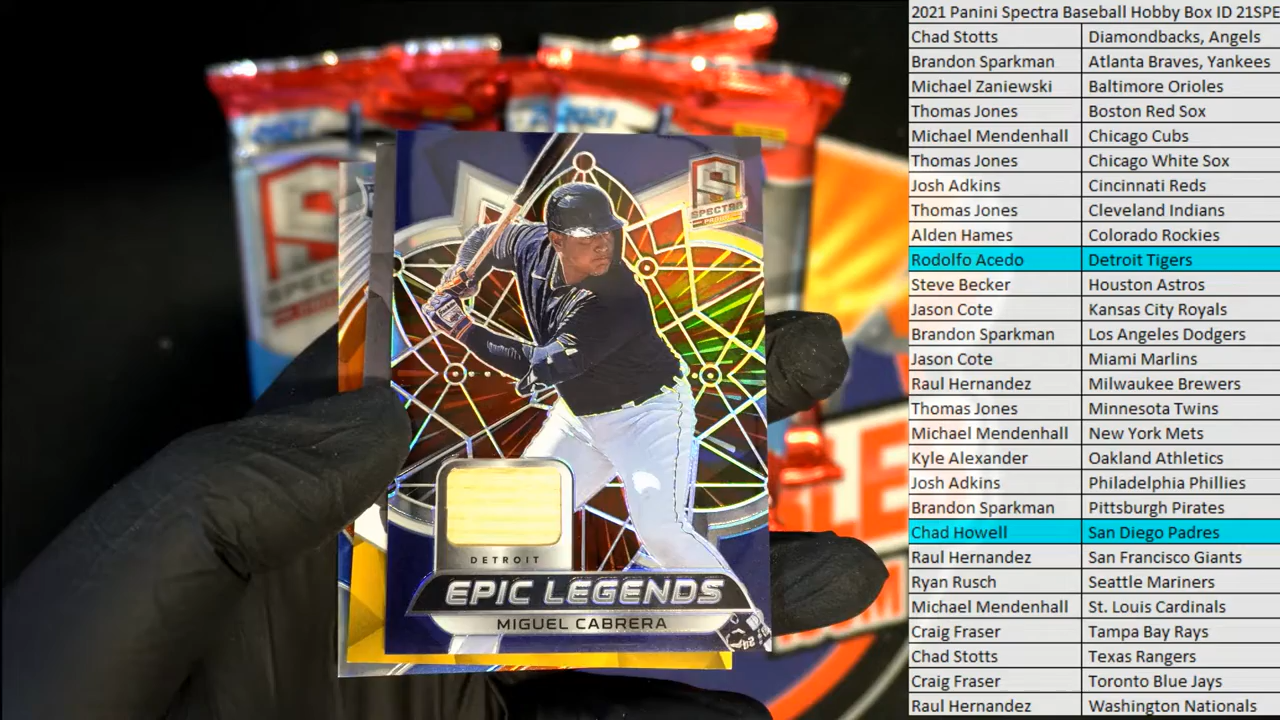 2021 Panini Spectra Baseball Hobby Box ID 21SPE
Chad Stotts Diamondbacks, Angels
Brandon Sparkman Atlanta Braves, Yankees
Michael Zaniewski Baltimore Orioles
Thomas Jones Boston Red Sox
Michael Mendenhall Chicago Cubs
Thomas Jones Chicago White Sox
Josh Adkins Cincinnati Reds
Thomas Jones Cleveland Indians
Alden Hames Colorado Rockies
Rodolfo Acedo Detroit Tigers
Steve Becker Houston Astros
Jason Cote Kansas City Royals
Brandon Sparkman Los Angeles Dodgers
Jason Cote Miami Marlins
Raul Hernandez Milwaukee Brewers
Thomas Jones Minnesota Twins
Michael Mendenhall New York Mets
Kyle Alexander Oakland Athletics
Josh Adkins Philadelphia Phillies
Brandon Sparkman Pittsburgh Pirates
Chad Howell San Diego Padres
Raul Hernandez San Francisco Giants
Ryan Rusch Seattle Mariners
Michael Mendenhall St. Louis Cardinals
Craig Fraser Tampa Bay Rays
Chad Stotts Texas Rangers
Craig Fraser Toronto Blue Jays
Raul Hernandez Washington Nationals
2021
2021
S
SPECTRA
DETROIT
EPIC LEGENDS
MIGUEL CABRERA